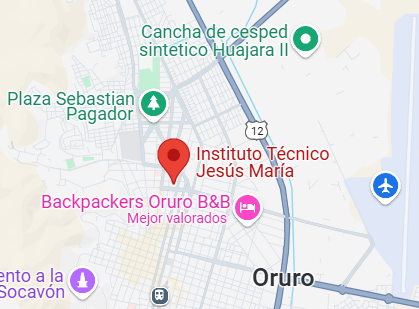 Cancha de cesped
sintetico Huajara II
Plaza Sebastian
Pagador
12
Instituto Técnico
Jesús María
Backpackers Oruro B&B
Mejor valorados
ento a la
Socavón
Oruro